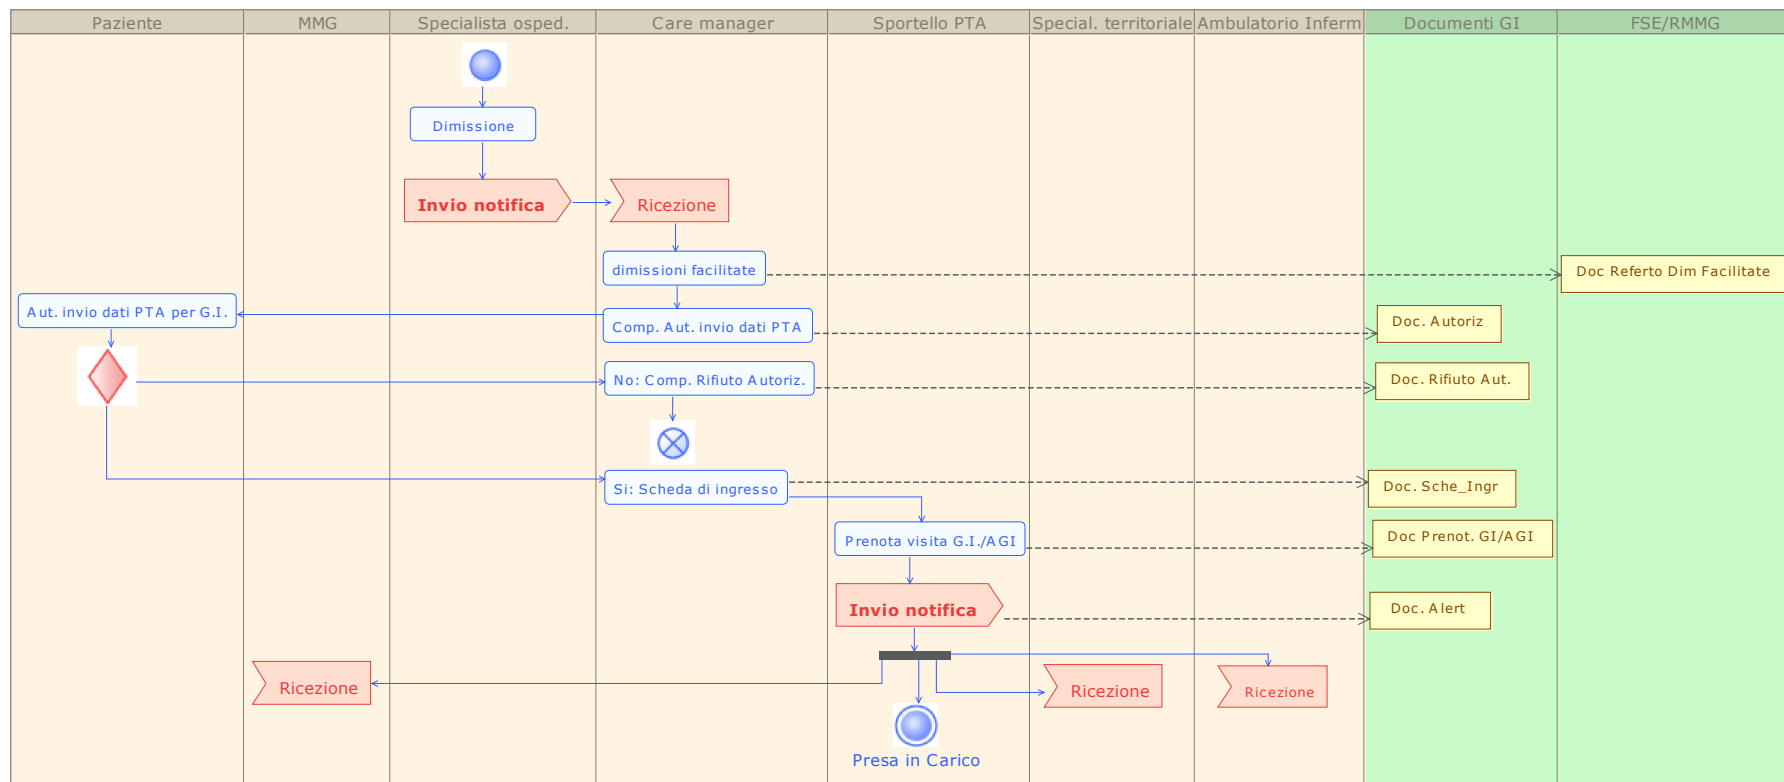 Paziente
MMG
Specialista osped.
Care manager
Sportello PTA
Special. territoriale
Ambulatorio Inferm
Documenti GI
FSE/RMMG
Dimissione
Invio notifica
Ricezione
dimissioni facilitate
Doc Referto Dim Facilitate
Aut. invio dati PTA per G.I.
Comp. Aut. invio dati PTA
Doc. Autoriz
No: Comp. Rifiuto Autoriz.
Doc. Rifiuto Aut.
Si: Scheda di ingresso
Doc. Sche_Ingr
Prenota visita G.I./AGI
Doc Prenot. GI/AGI
Invio notifica
Doc. Alert
Ricezione
Ricezione
Ricezione
Presa in Carico